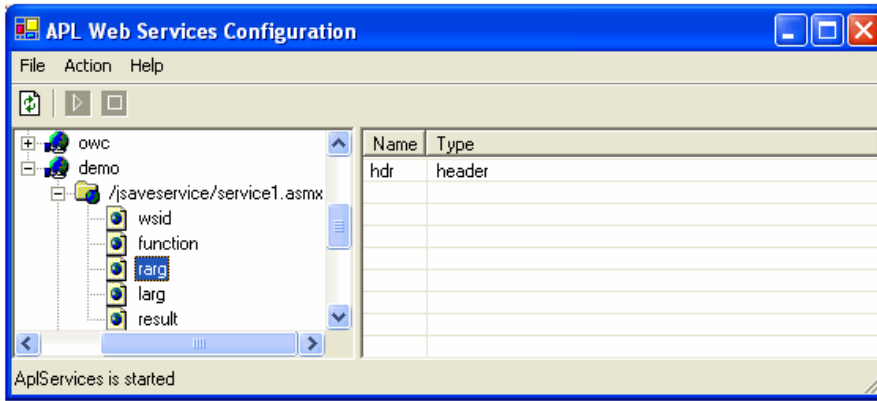 APL Web Services Configuration
File Action Help
owc
demo
/jsaveservice/service1.asmx
wsid
function
rarg
larg
result
Name Type
hdr header
AplServices is started